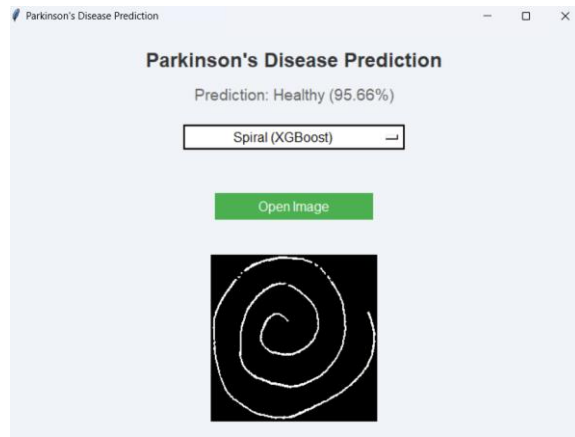 Parkinson's Disease Prediction
Parkinson's Disease Prediction
Prediction: Healthy (95.66%)
Spiral (XGBoost)
Open Image